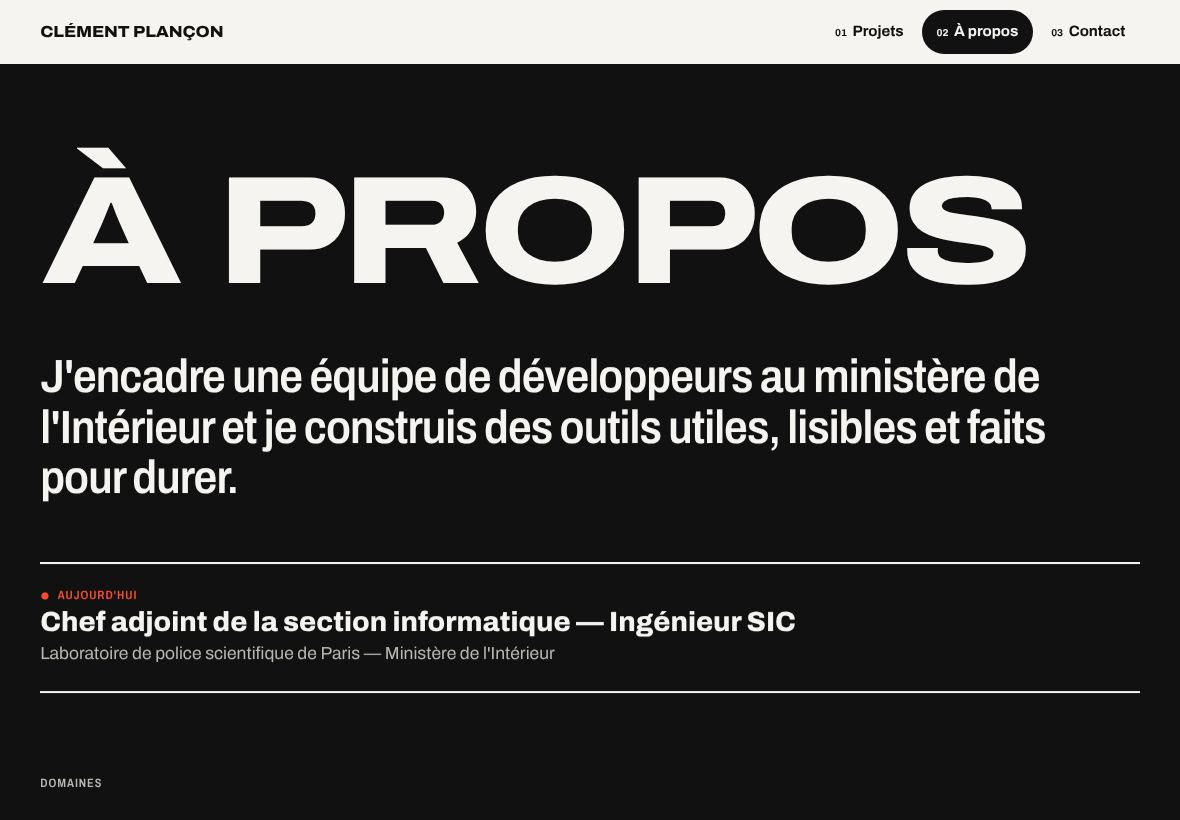 CLÉMENT PLANÇON
01 Projets
02 À propos
03 Contact
À PROPOS
J'encadre une équipe de développeurs au ministère de
l'Intérieur et je construis des outils utiles, lisibles et faits
pour durer.
AUJOURD'HUI
Chef adjoint de la section informatique — Ingénieur SIC
Laboratoire de police scientifique de Paris — Ministère de l'Intérieur
DOMAINES